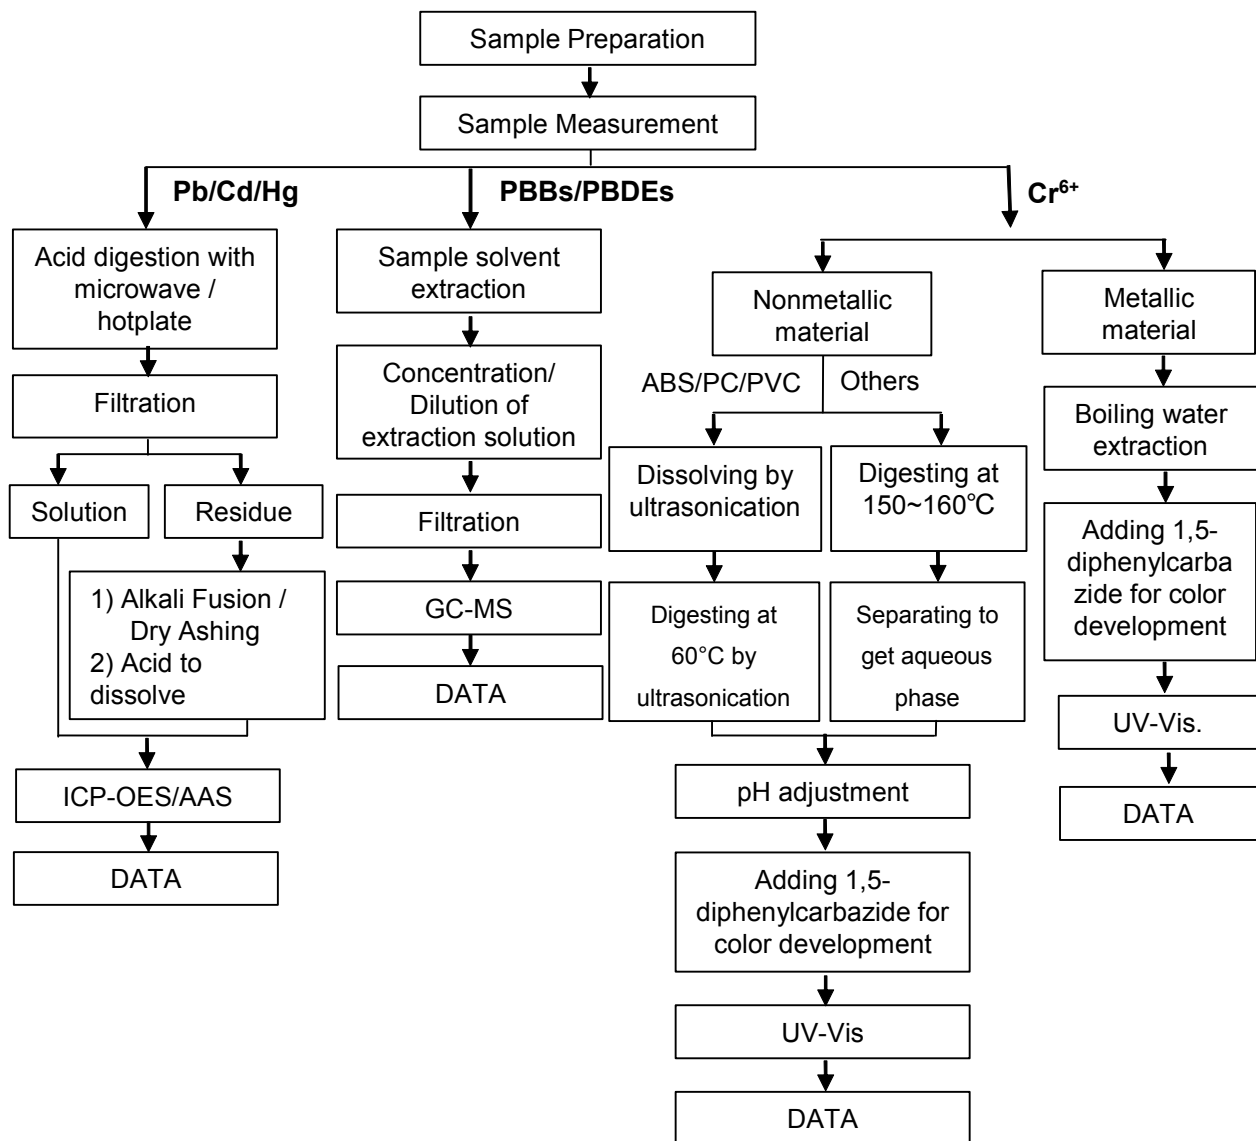 Sample Preparation
Sample Measurement
Pb/Cd/Hg
PBBs/PBDEs
Cr⁶⁺
Acid digestion with
microwave /
hotplate
Filtration
Solution
Residue
1) Alkali Fusion /
Dry Ashing
2) Acid to
dissolve
ICP-OES/AAS
DATA
Sample solvent
extraction
Concentration/
Dilution of
extraction solution
Filtration
GC-MS
DATA
Nonmetallic
material
ABS/PC/PVC
Others
Dissolving by
ultrasonication
Digesting at
60°C by
ultrasonication
Digesting at
150~160℃
Separating to
get aqueous
phase
pH adjustment
Adding 1,5-
diphenylcarbazide for
color development
UV-Vis
DATA
Metallic
material
Boiling water
extraction
Adding 1,5-
diphenylcarba
zide for color
development
UV-Vis.
DATA